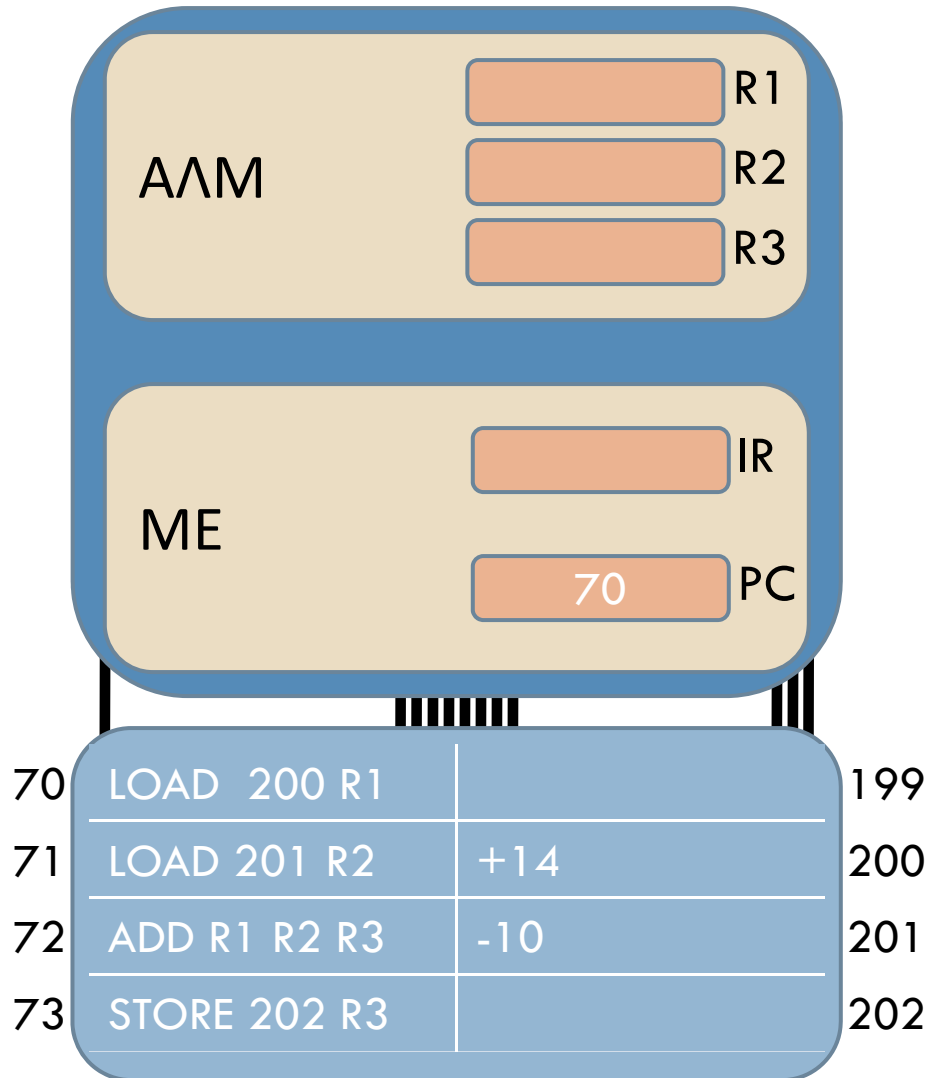 R1
ΑΛΜ
R2
R3
IR
ΜΕ
70 PC
70 LOAD 200 R1 199
71 LOAD 201 R2 +14 200
72 ADD R1 R2 R3 -10 201
73 STORE 202 R3 202